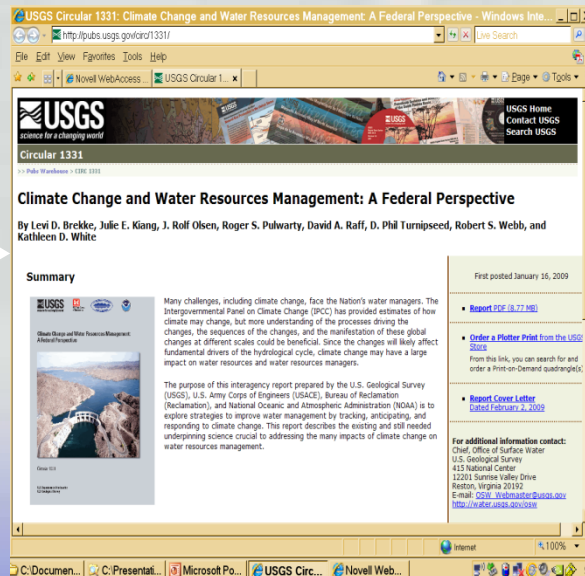 USGS Circular 1331: Climate Change and Water Resources Management: A Federal Perspective - Windows Inte...
http://pubs.usgs.gov/circ/1331/
Live Search
File Edit View Favorites Tools Help
Novell WebAccess ...
USGS Circular 1... x
Page
Tools
USGS
science for a changing world
USGS Home
Contact USGS
Search USGS
Circular 1331
>> Pubs Warehouse > CIRC 1331
Climate Change and Water Resources Management: A Federal Perspective
By Levi D. Brekke, Julie E. Kiang, J. Rolf Olsen, Roger S. Pulwarty, David A. Raff, D. Phil Turnipseed, Robert S. Webb, and
Kathleen D. White
Summary
USGS
Climate Change and Water Resources Management:
A Federal Perspective
Circular 1331
Many challenges, including climate change, face the Nation's water managers. The
Intergovernmental Panel on Climate Change (IPCC) has provided estimates of how
climate may change, but more understanding of the processes driving the
changes, the sequences of the changes, and the manifestation of these global
changes at different scales could be beneficial. Since the changes will likely affect
fundamental drivers of the hydrological cycle, climate change may have a large
impact on water resources and water resources managers.
The purpose of this interagency report prepared by the U.S. Geological Survey
(USGS), U.S. Army Corps of Engineers (USACE), Bureau of Reclamation
(Reclamation), and National Oceanic and Atmospheric Administration (NOAA) is to
explore strategies to improve water management by tracking, anticipating, and
responding to climate change. This report describes the existing and still needed
underpinning science crucial to addressing the many impacts of climate change on
water resources management.
First posted January 16, 2009
Report PDF (8.77 MB)
Order a Plotter Print from the USGS
Store
From this link, you can search for and
order a Print-on-Demand quadrangle(s)
Report Cover Letter
Dated February 2, 2009
For additional information contact:
Chief, Office of Surface Water
U.S. Geological Survey
415 National Center
12201 Sunrise Valley Drive
Reston, Virginia 20192
E-mail: OSW_Webmaster@usgs.gov
http://water.usgs.gov/osw
Internet
100%
C:\Documen...
C:\Presentati...
Microsoft Po...
USGS Circ...
Novell Web...